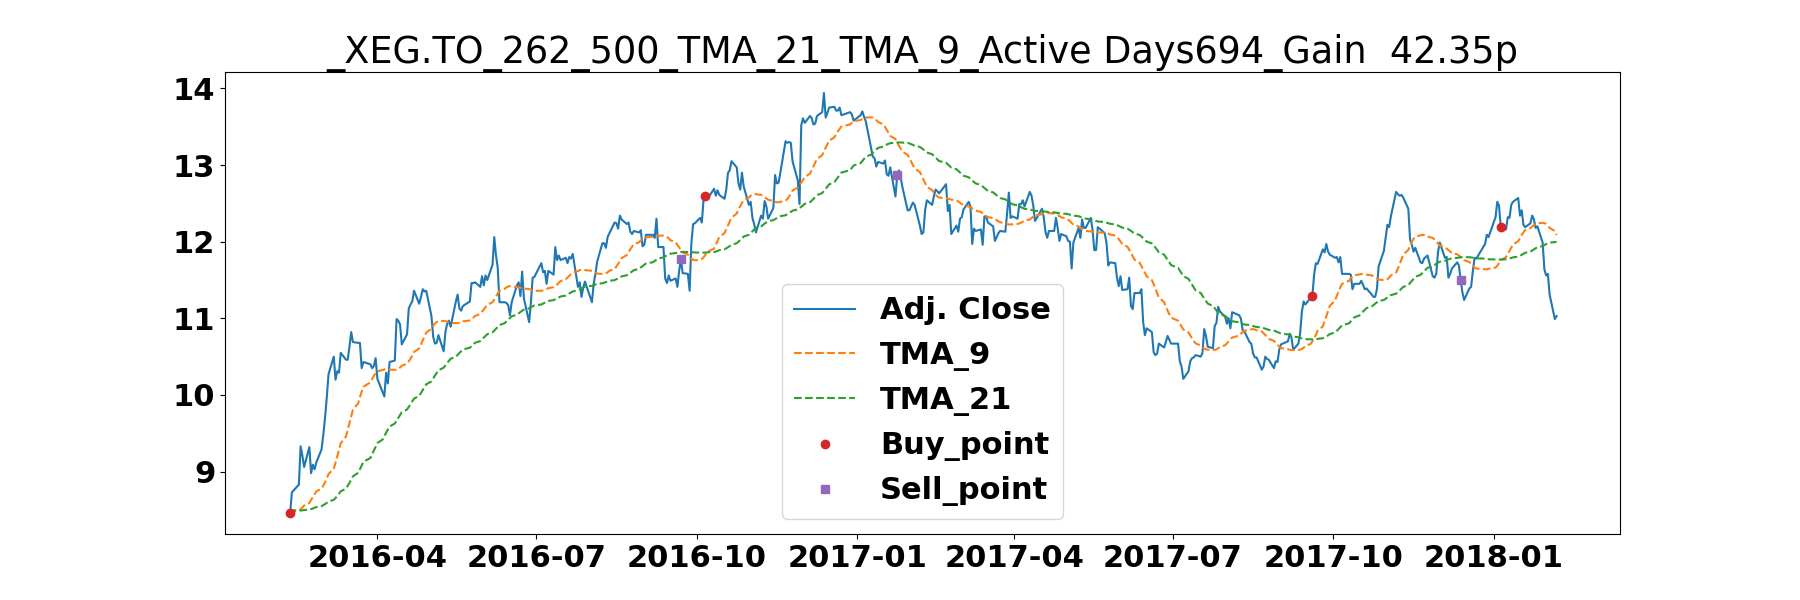 _XEG.TO_262_500_TMA_21_TMA_9_Active Days694_Gain  42.35p
14
13
12
11
10
9
Adj. Close
TMA_9
TMA_21
Buy_point
Sell_point
2016-04 2016-07 2016-10 2017-01 2017-04 2017-07 2017-10 2018-01